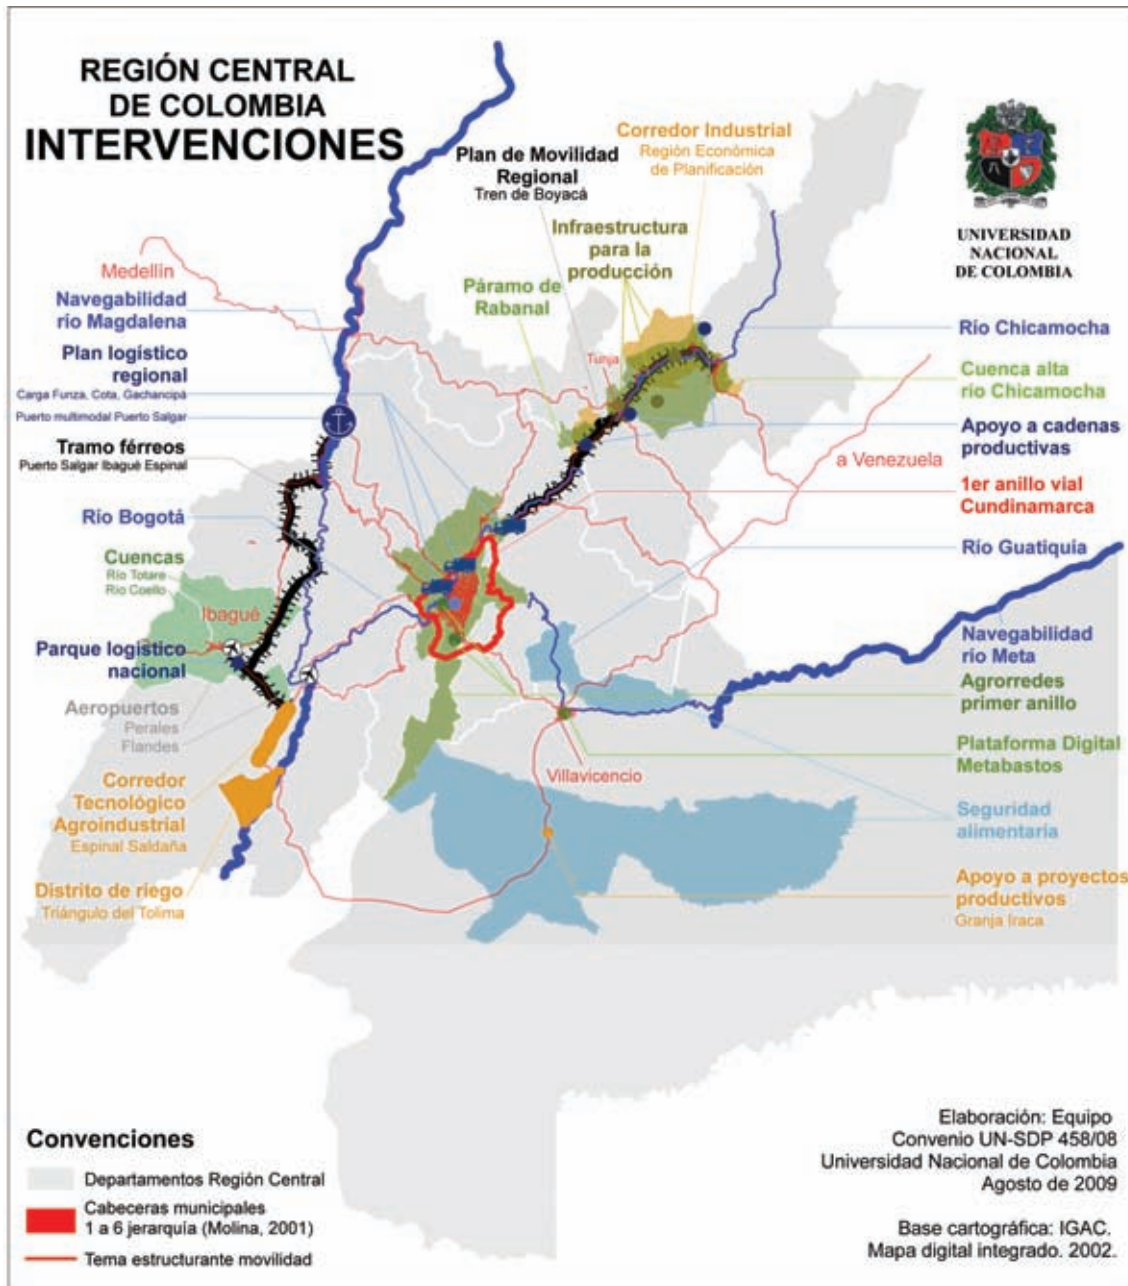 REGIÓN CENTRAL
DE COLOMBIA
INTERVENCIONES
Corredor Industrial
Región Económica
de Planificación
Plan de Movilidad
Regional
Tren de Boyacá
UNIVERSIDAD
NACIONAL
DE COLOMBIA
Infraestructura
para la
producción
Medellín
Páramo de
Rabanal
Navegabilidad
río Magdalena
Río Chicamocha
Plan logístico
regional
Carga Funza, Cota, Gachancipá
Puerto multimodal Puerto Salgar
Tunja
Cuenca alta
río Chicamocha
Apoyo a cadenas
productivas
Tramo férreos
Puerto Salgar Ibagué Espinal
a Venezuela
1er anillo vial
Cundinamarca
Río Bogotá
Río Guatiquía
Cuencas
Río Totare
Río Coello
Ibagué
Parque logístico
nacional
Navegabilidad
río Meta
Agrorredes
primer anillo
Aeropuertos
Perales
Flandes
Plataforma Digital
Metabastos
Villavicencio
Corredor
Tecnológico
Agroindustrial
Espinal Saldaña
Seguridad
alimentaria
Distrito de riego
Triángulo del Tolima
Apoyo a proyectos
productivos
Granja Iraca
Convenciones
Departamentos Región Central
Cabeceras municipales
1 a 6 jerarquía (Molina, 2001)
Tema estructurante movilidad
Elaboración: Equipo
Convenio UN-SDP 458/08
Universidad Nacional de Colombia
Agosto de 2009
Base cartográfica: IGAC.
Mapa digital integrado. 2002.